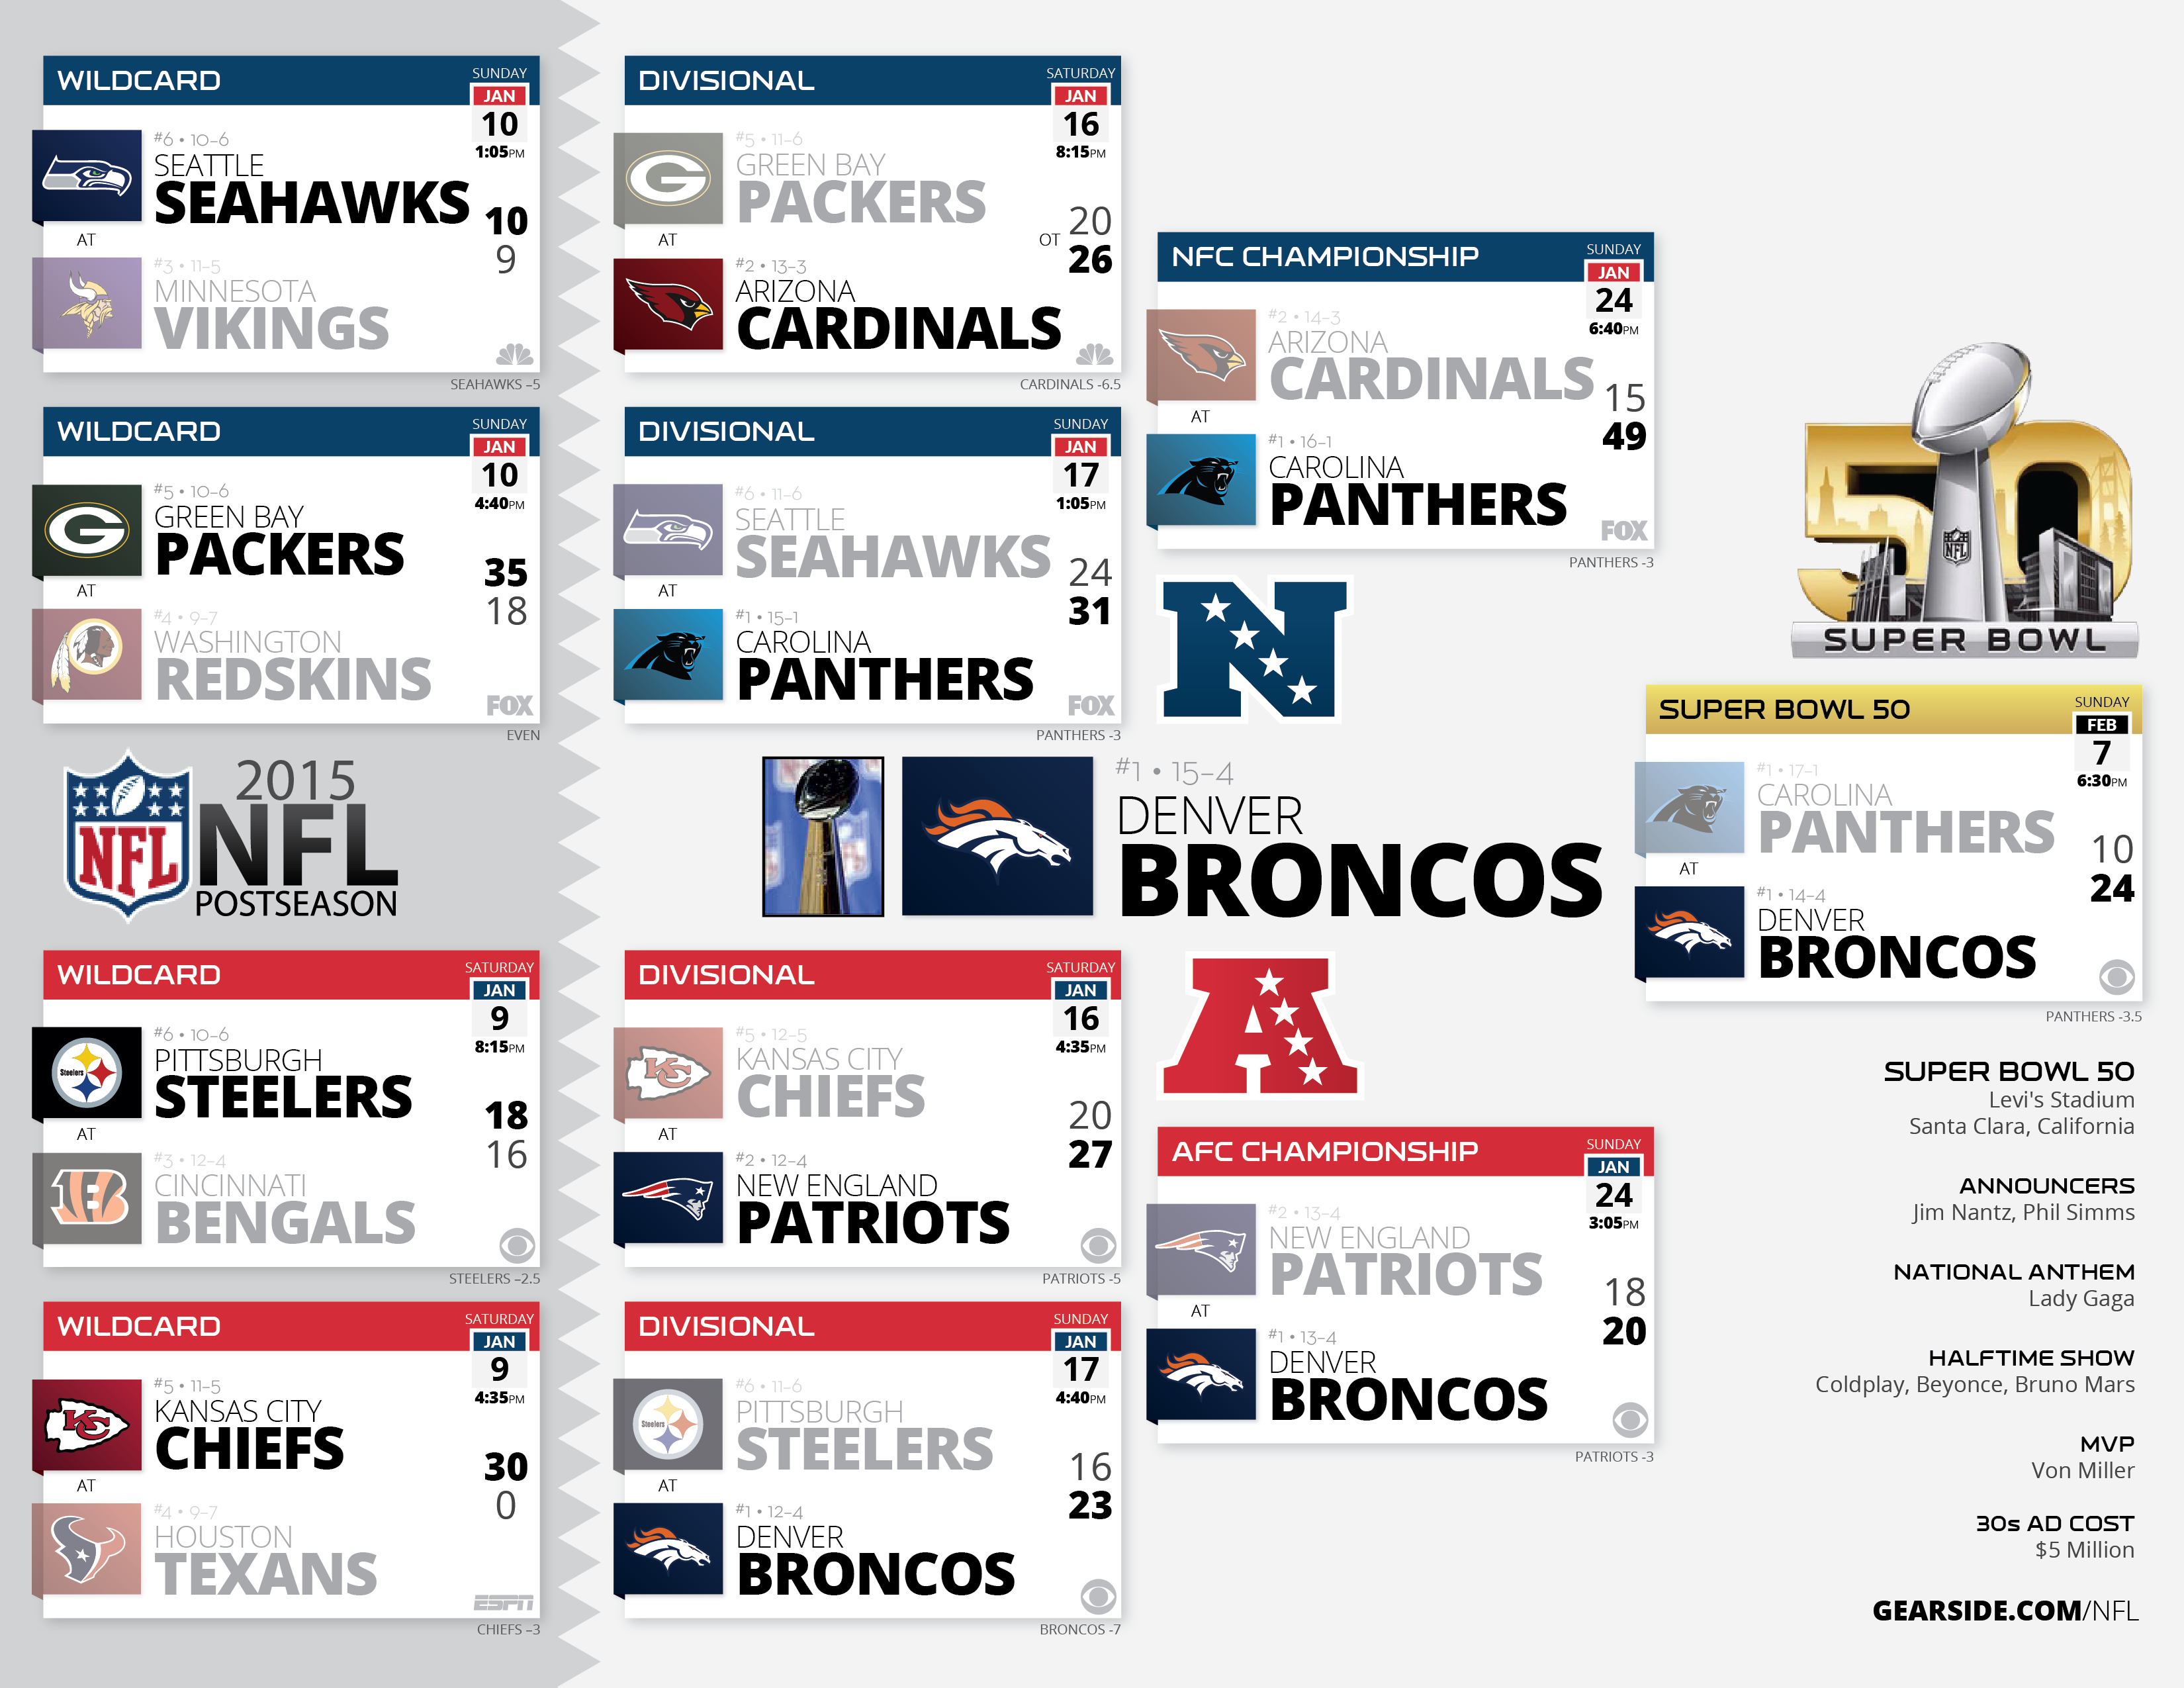 WILDCARD
SUNDAY
JAN
10
1:05PM
#6 • 10–6
SEATTLE
SEAHAWKS
10
AT
9
#3 • 11–5
MINNESOTA
VIKINGS
SEAHAWKS –5
WILDCARD
SUNDAY
JAN
10
4:40PM
#5 • 10–6
GREEN BAY
PACKERS
35
AT
18
#4 • 9–7
WASHINGTON
REDSKINS
FOX
EVEN
NFL
2015
NFL
POSTSEASON
WILDCARD
SATURDAY
JAN
9
8:15PM
Steelers
#6 • 10–6
PITTSBURGH
STEELERS
18
AT
16
#3 • 12–4
CINCINNATI
BENGALS
STEELERS –2.5
WILDCARD
SATURDAY
JAN
9
4:35PM
KC
#5 • 11–5
KANSAS CITY
CHIEFS
30
AT
0
#4 • 9–7
HOUSTON
TEXANS
ESPN
CHIEFS –3
DIVISIONAL
SATURDAY
JAN
16
8:15PM
#5 • 11–6
GREEN BAY
PACKERS
20
AT
OT
26
#2 • 13–3
ARIZONA
CARDINALS
CARDINALS -6.5
DIVISIONAL
SUNDAY
JAN
17
1:05PM
#6 • 11–6
SEATTLE
SEAHAWKS
24
AT
31
#1 • 15–1
CAROLINA
PANTHERS
FOX
PANTHERS -3
#1 • 15–4
DENVER
BRONCOS
DIVISIONAL
SATURDAY
JAN
16
4:35PM
KC
#5 • 12–5
KANSAS CITY
CHIEFS
20
AT
27
#2 • 12–4
NEW ENGLAND
PATRIOTS
PATRIOTS -5
DIVISIONAL
SUNDAY
JAN
17
4:40PM
Steelers
#6 • 11–6
PITTSBURGH
STEELERS
16
AT
23
#1 • 12–4
DENVER
BRONCOS
BRONCOS -7
NFC CHAMPIONSHIP
SUNDAY
JAN
24
6:40PM
#2 • 14–3
ARIZONA
CARDINALS
15
AT
49
#1 • 16–1
CAROLINA
PANTHERS
FOX
PANTHERS -3
N
A
AFC CHAMPIONSHIP
SUNDAY
JAN
24
3:05PM
#2 • 13–4
NEW ENGLAND
PATRIOTS
18
AT
20
#1 • 13–4
DENVER
BRONCOS
PATRIOTS -3
50
NFL
SUPER BOWL
SUPER BOWL 50
SUNDAY
FEB
7
6:30PM
#1 • 17–1
CAROLINA
PANTHERS
10
AT
24
#1 • 14–4
DENVER
BRONCOS
PANTHERS -3.5
SUPER BOWL 50
Levi's Stadium
Santa Clara, California
ANNOUNCERS
Jim Nantz, Phil Simms
NATIONAL ANTHEM
Lady Gaga
HALFTIME SHOW
Coldplay, Beyonce, Bruno Mars
MVP
Von Miller
30s AD COST
$5 Million
GEARSIDE.COM/NFL